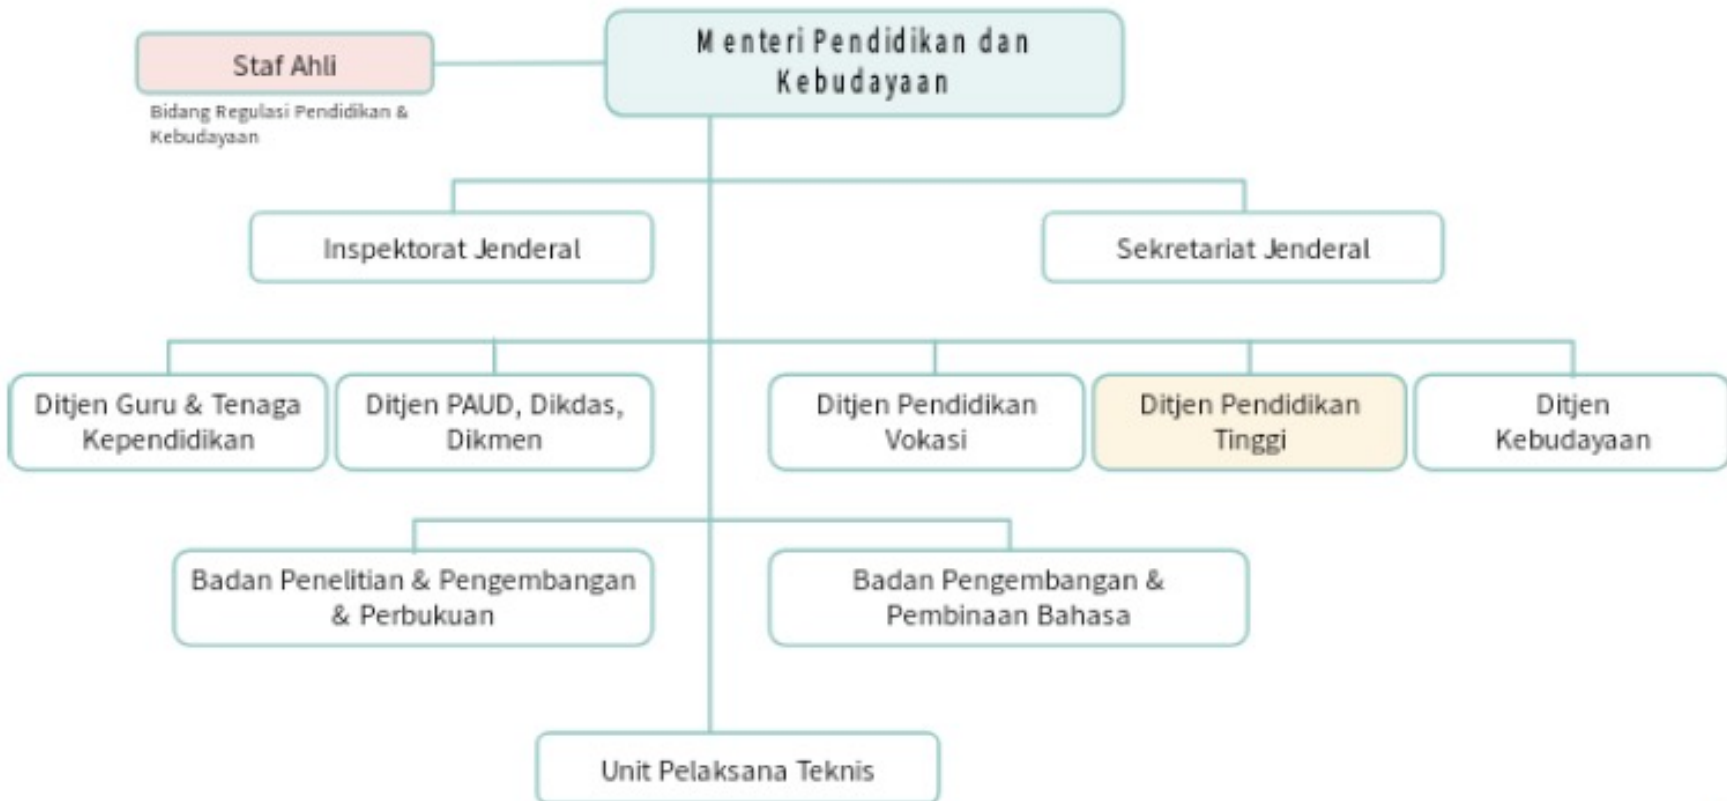 Menteri Pendidikan dan
Kebudayaan
Staf Ahli
Bidang Regulasi Pendidikan &
Kebudayaan
Inspektorat Jenderal
Sekretariat Jenderal
Ditjen Guru & Tenaga
Kependidikan
Ditjen PAUD, Dikdas,
Dikmen
Ditjen Pendidikan
Vokasi
Ditjen Pendidikan
Tinggi
Ditjen
Kebudayaan
Badan Penelitian & Pengembangan
& Perbukuan
Badan Pengembangan &
Pembinaan Bahasa
Unit Pelaksana Teknis